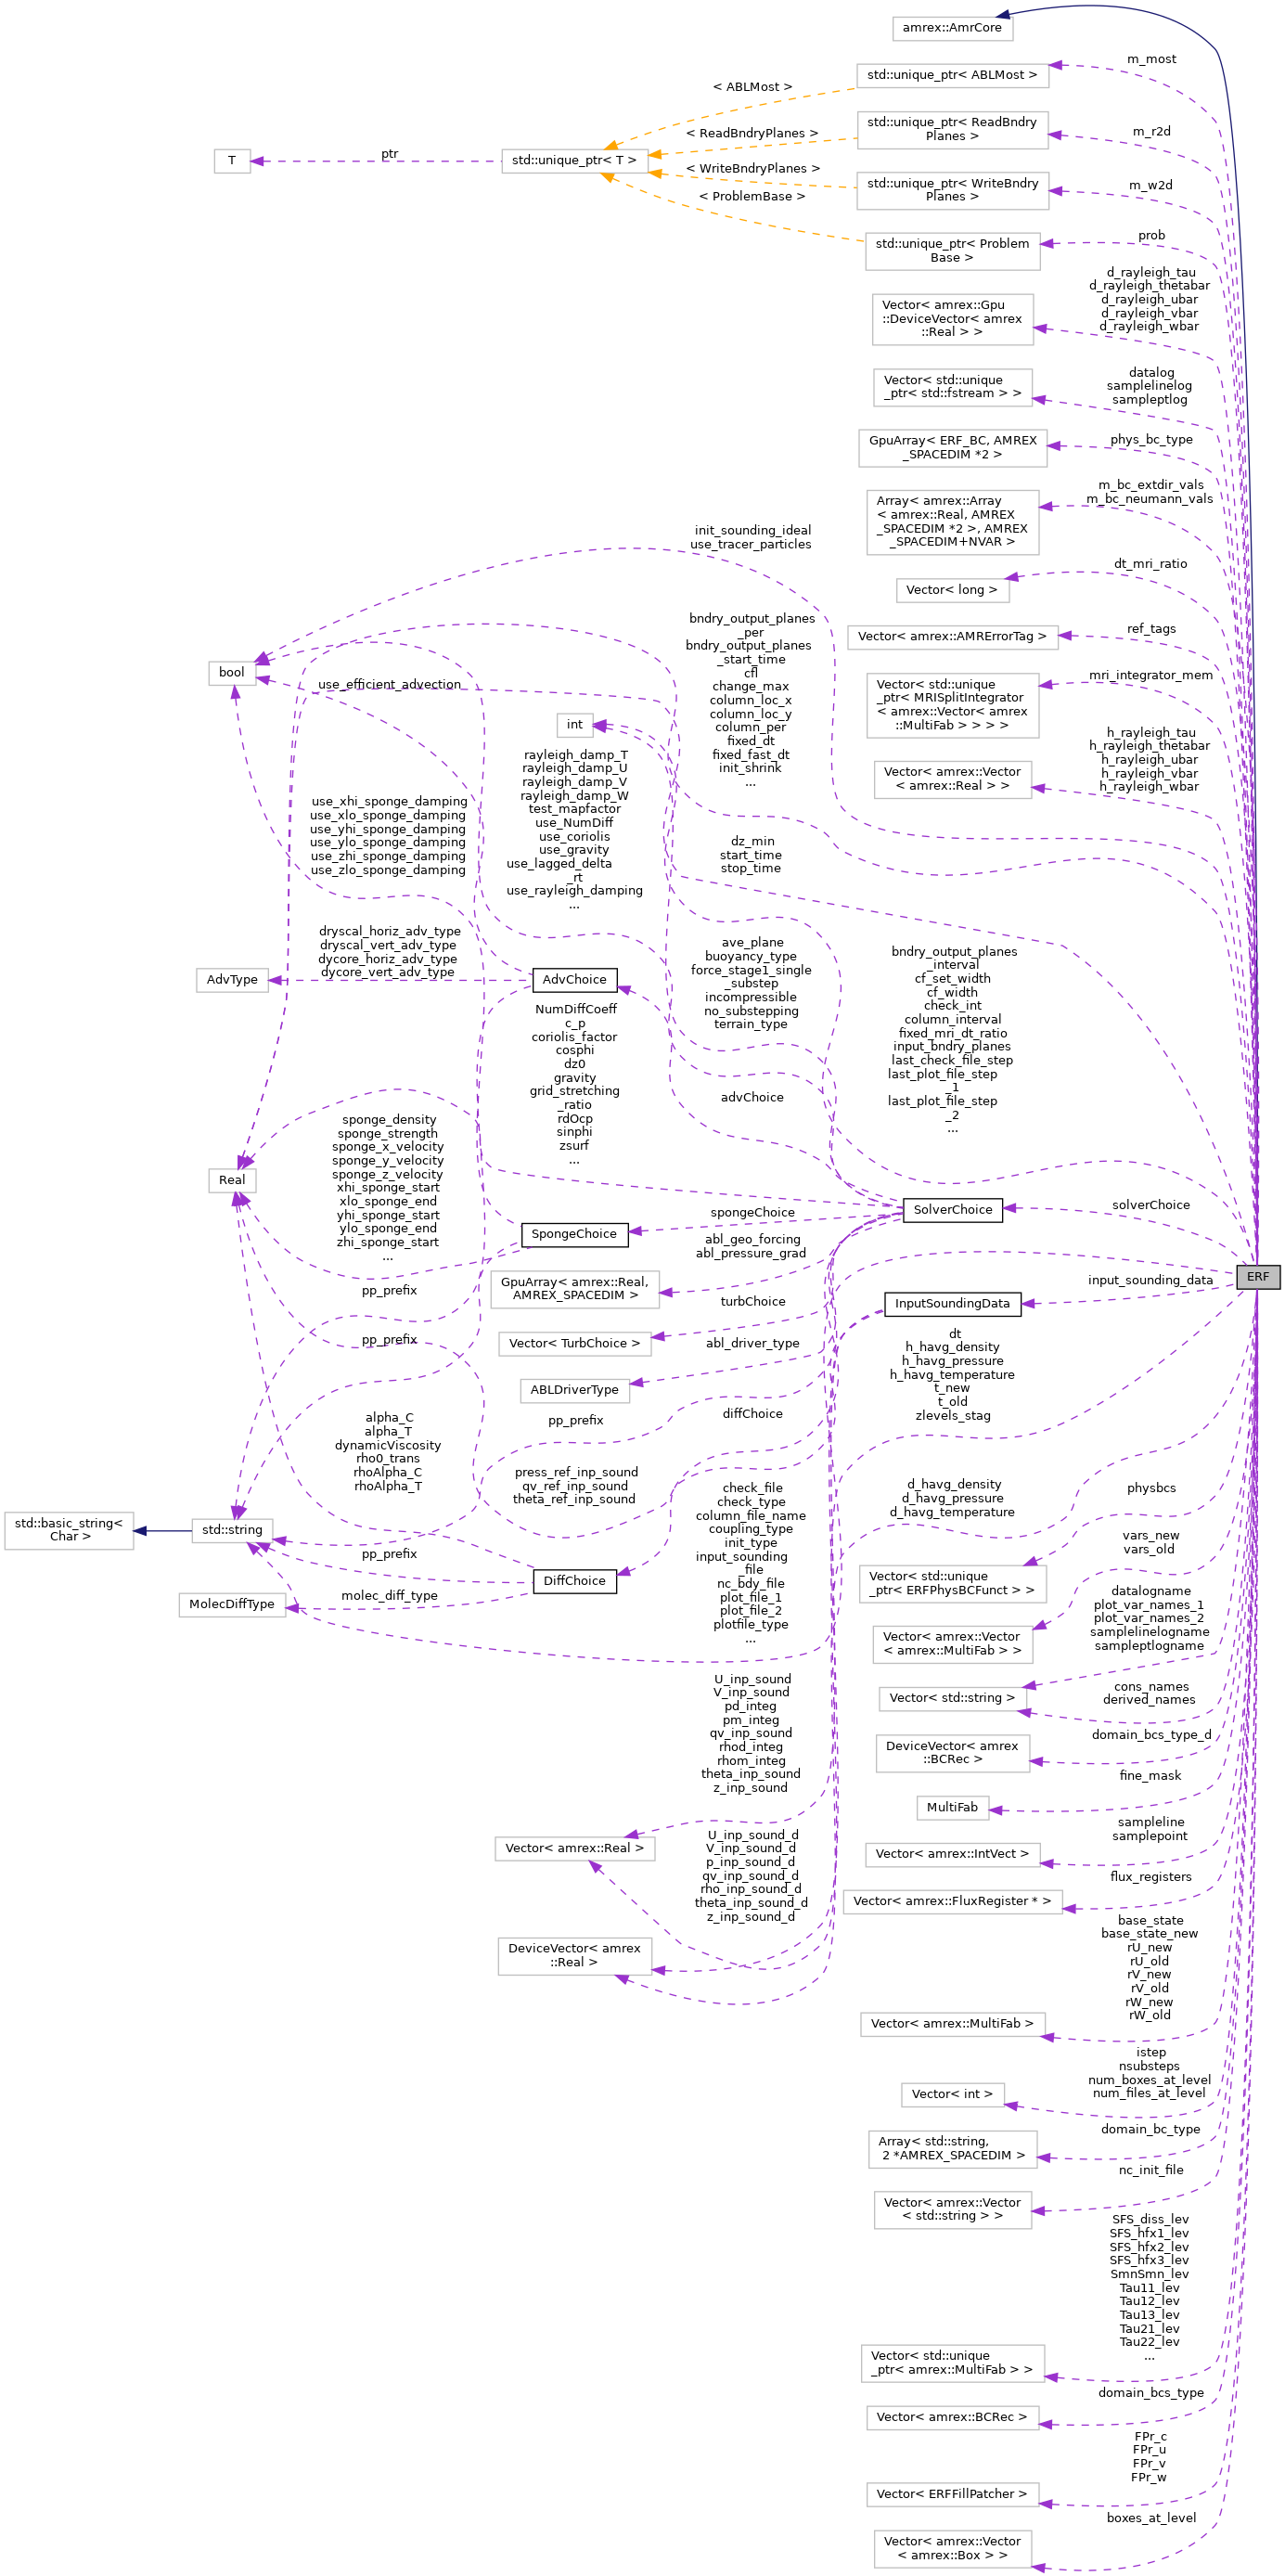 amrex::AmrCore
m_most
std::unique_ptr< ABLMost >
< ABLMost >
std::unique_ptr< ReadBndry
Planes >
m_r2d
< ReadBndryPlanes >
ptr
T
std::unique_ptr< T >
< WriteBndryPlanes >
std::unique_ptr< WriteBndry
Planes >
m_w2d
< ProblemBase >
prob
std::unique_ptr< Problem
Base >
d_rayleigh_tau
d_rayleigh_thetabar
d_rayleigh_ubar
d_rayleigh_vbar
d_rayleigh_wbar
Vector< amrex::Gpu
::DeviceVector< amrex
::Real > >
datalog
samplelinelog
sampleptlog
Vector< std::unique
_ptr< std::fstream > >
phys_bc_type
GpuArray< ERF_BC, AMREX
_SPACEDIM *2 >
m_bc_extdir_vals
m_bc_neumann_vals
Array< amrex::Array
< amrex::Real, AMREX
_SPACEDIM *2 >, AMREX
_SPACEDIM+NVAR >
init_sounding_ideal
use_tracer_particles
dt_mri_ratio
Vector< long >
ref_tags
Vector< amrex::AMRErrorTag >
bndry_output_planes
_per
bndry_output_planes
_start_time
cfl
change_max
column_loc_x
column_loc_y
column_per
fixed_dt
fixed_fast_dt
init_shrink
...
bool
use_efficient_advection
mri_integrator_mem
Vector< std::unique
_ptr< MRISplitIntegrator
< amrex::Vector< amrex
::MultiFab > > > >
int
h_rayleigh_tau
h_rayleigh_thetabar
h_rayleigh_ubar
h_rayleigh_vbar
h_rayleigh_wbar
Vector< amrex::Vector
< amrex::Real > >
rayleigh_damp_T
rayleigh_damp_U
rayleigh_damp_V
rayleigh_damp_W
test_mapfactor
use_NumDiff
use_coriolis
use_gravity
use_lagged_delta
_rt
use_rayleigh_damping
...
use_xhi_sponge_damping
use_xlo_sponge_damping
use_yhi_sponge_damping
use_ylo_sponge_damping
use_zhi_sponge_damping
use_zlo_sponge_damping
dz_min
start_time
stop_time
dryscal_horiz_adv_type
dryscal_vert_adv_type
dycore_horiz_adv_type
dycore_vert_adv_type
AdvType
AdvChoice
ave_plane
buoyancy_type
force_stage1_single
_substep
incompressible
no_substepping
terrain_type
bndry_output_planes
_interval
cf_set_width
cf_width
check_int
column_interval
fixed_mri_dt_ratio
input_bndry_planes
last_check_file_step
last_plot_file_step
_1
last_plot_file_step
_2
...
NumDiffCoeff
c_p
coriolis_factor
cosphi
dz0
gravity
grid_stretching
_ratio
rdOcp
sinphi
zsurf
...
advChoice
sponge_density
sponge_strength
sponge_x_velocity
sponge_y_velocity
sponge_z_velocity
xhi_sponge_start
xlo_sponge_end
yhi_sponge_start
ylo_sponge_end
zhi_sponge_start
...
Real
SolverChoice
solverChoice
spongeChoice
SpongeChoice
abl_geo_forcing
abl_pressure_grad
GpuArray< amrex::Real,
AMREX_SPACEDIM >
pp_prefix
ERF
input_sounding_data
InputSoundingData
turbChoice
Vector< TurbChoice >
pp_prefix
abl_driver_type
ABLDriverType
dt
h_havg_density
h_havg_pressure
h_havg_temperature
t_new
t_old
zlevels_stag
pp_prefix
diffChoice
alpha_C
alpha_T
dynamicViscosity
rho0_trans
rhoAlpha_C
rhoAlpha_T
press_ref_inp_sound
qv_ref_inp_sound
theta_ref_inp_sound
check_file
check_type
column_file_name
coupling_type
init_type
input_sounding
_file
nc_bdy_file
plot_file_1
plot_file_2
plotfile_type
...
d_havg_density
d_havg_pressure
d_havg_temperature
physbcs
std::basic_string<
Char >
std::string
pp_prefix
vars_new
vars_old
Vector< std::unique
_ptr< ERFPhysBCFunct > >
DiffChoice
MolecDiffType
molec_diff_type
datalogname
plot_var_names_1
plot_var_names_2
samplelinelogname
sampleptlogname
Vector< amrex::Vector
< amrex::MultiFab > >
Vector< std::string >
cons_names
derived_names
U_inp_sound
V_inp_sound
pd_integ
pm_integ
qv_inp_sound
rhod_integ
rhom_integ
theta_inp_sound
z_inp_sound
domain_bcs_type_d
DeviceVector< amrex
::BCRec >
fine_mask
MultiFab
sampleline
samplepoint
Vector< amrex::IntVect >
Vector< amrex::Real >
U_inp_sound_d
V_inp_sound_d
p_inp_sound_d
qv_inp_sound_d
rho_inp_sound_d
theta_inp_sound_d
z_inp_sound_d
flux_registers
Vector< amrex::FluxRegister * >
DeviceVector< amrex
::Real >
base_state
base_state_new
rU_new
rU_old
rV_new
rV_old
rW_new
rW_old
Vector< amrex::MultiFab >
istep
nsubsteps
num_boxes_at_level
num_files_at_level
Vector< int >
domain_bc_type
Array< std::string,
2 *AMREX_SPACEDIM >
nc_init_file
Vector< amrex::Vector
< std::string > >
SFS_diss_lev
SFS_hfx1_lev
SFS_hfx2_lev
SFS_hfx3_lev
SmnSmn_lev
Tau11_lev
Tau12_lev
Tau13_lev
Tau21_lev
Tau22_lev
...
Vector< std::unique
_ptr< amrex::MultiFab > >
domain_bcs_type
Vector< amrex::BCRec >
FPr_c
FPr_u
FPr_v
FPr_w
Vector< ERFFillPatcher >
boxes_at_level
Vector< amrex::Vector
< amrex::Box > >